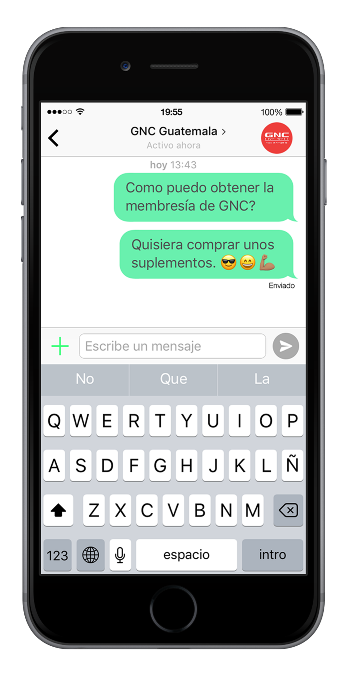 19:55
100%
GNC Guatemala >
Activo ahora
GNC
hoy 13:43
Como puedo obtener la
membresía de GNC?
Quisiera comprar unos
suplementos. 😎😄💪🏽
Enviado
Escribe un mensaje
No Que La
Q W E R T Y U I O P
A S D F G H J K L Ñ
Z X C V B N M
123 espacio intro